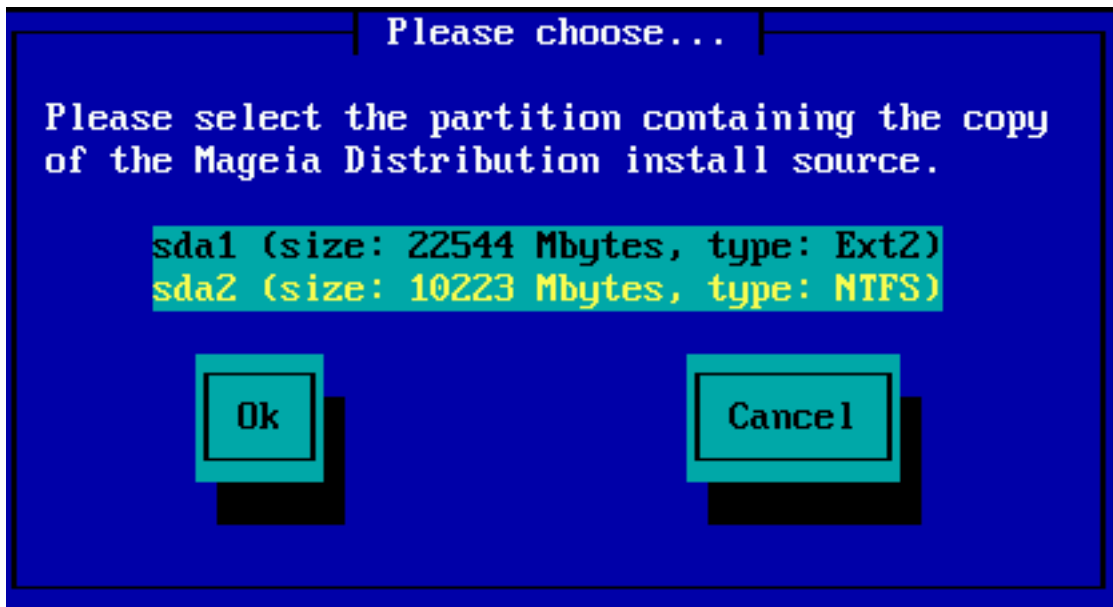 Please choose...
Please select the partition containing the copy
of the Mageia Distribution install source.
sda1 (size: 22544 Mbytes, type: Ext2)
sda2 (size: 10223 Mbytes, type: NTFS)
Ok Cancel